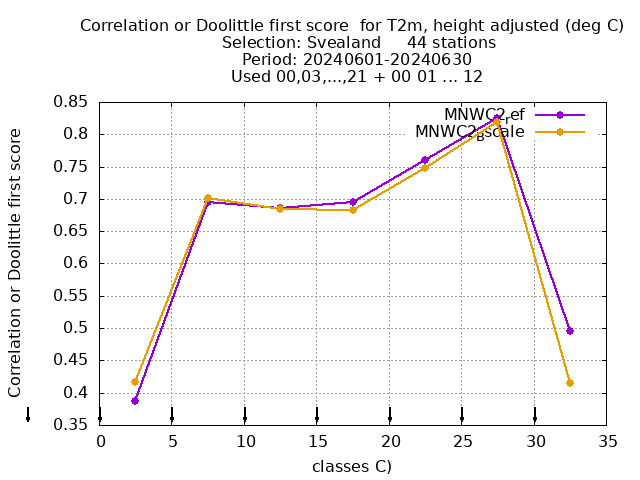 Correlation or Doolittle first score  for T2m, height adjusted (deg C)
Selection: Svealand     44 stations
Period: 20240601-20240630
Used 00,03,...,21 + 00 01 ... 12
MNWC2ref
MNWC2Bscale
Correlation or Doolittle first score
0.85
0.8
0.75
0.7
0.65
0.6
0.55
0.5
0.45
0.4
0.35
0 5 10 15 20 25 30 35
classes C)